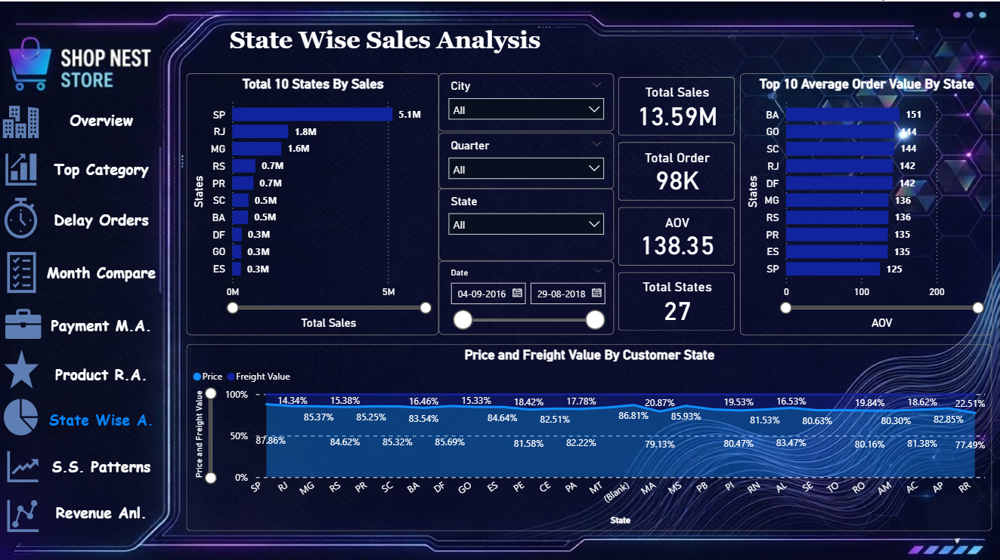 State Wise Sales Analysis
SHOP NEST
STORE
Overview
Top Category
Delay Orders
Month Compare
Payment M.A.
Product R.A.
State Wise A.
S.S. Patterns
Revenue Anl.
Total 10 States By Sales
States
SP 5.1M
RJ 1.8M
MG 1.6M
RS 0.7M
PR 0.7M
SC 0.5M
BA 0.5M
DF 0.3M
GO 0.3M
ES 0.3M
0M 5M
Total Sales
City
All
Quarter
All
State
All
Date
04-09-2016 29-08-2018
Total Sales
13.59M
Total Order
98K
AOV
138.35
Total States
27
Top 10 Average Order Value By State
States
BA 151
GO 144
SC 144
RJ 142
DF 142
MG 136
RS 136
PR 135
ES 135
SP 125
0 100 200
AOV
Price and Freight Value By Customer State
Price Freight Value
Price and Freight Value
100%
50%
0%
14.34% 15.38% 16.46% 15.33% 18.42% 17.78% 20.87% 19.53% 16.53% 19.84% 18.62% 22.51%
85.37% 85.25% 83.54% 84.64% 82.51% 86.81% 85.93% 81.53% 80.63% 80.30% 82.85%
87.86% 84.62% 85.32% 85.69% 81.58% 82.22% 79.13% 80.47% 83.47% 80.16% 81.38% 77.49%
SP RJ MG RS PR SC BA DF GO ES PE CE PA MT (Blank) MA MS PB PI RN AL SE TO RO AM AC AP RR
State